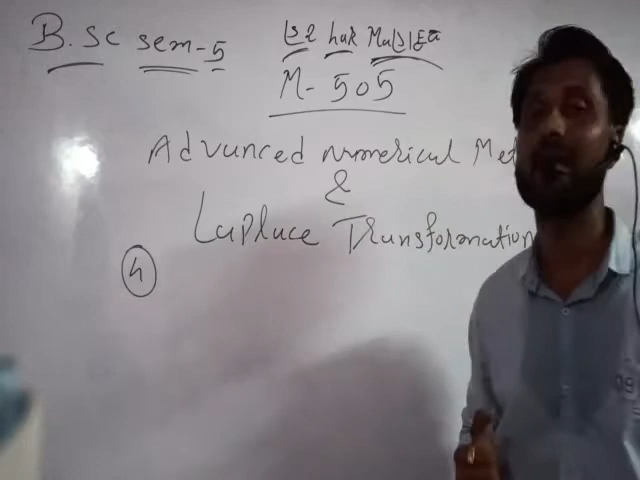 B.Sc sem-5
M-505
Advanced Numerical Met
&
Laplace Transformation
4